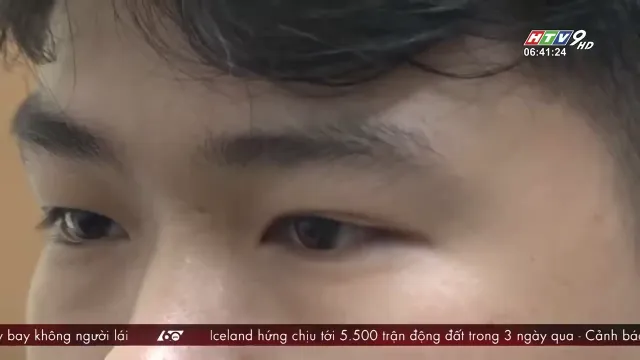 HTV9 HD
06:41:24
y bay không người lái 60 Iceland hứng chịu tới 5.500 trận động đất trong 3 ngày qua - Cảnh bá